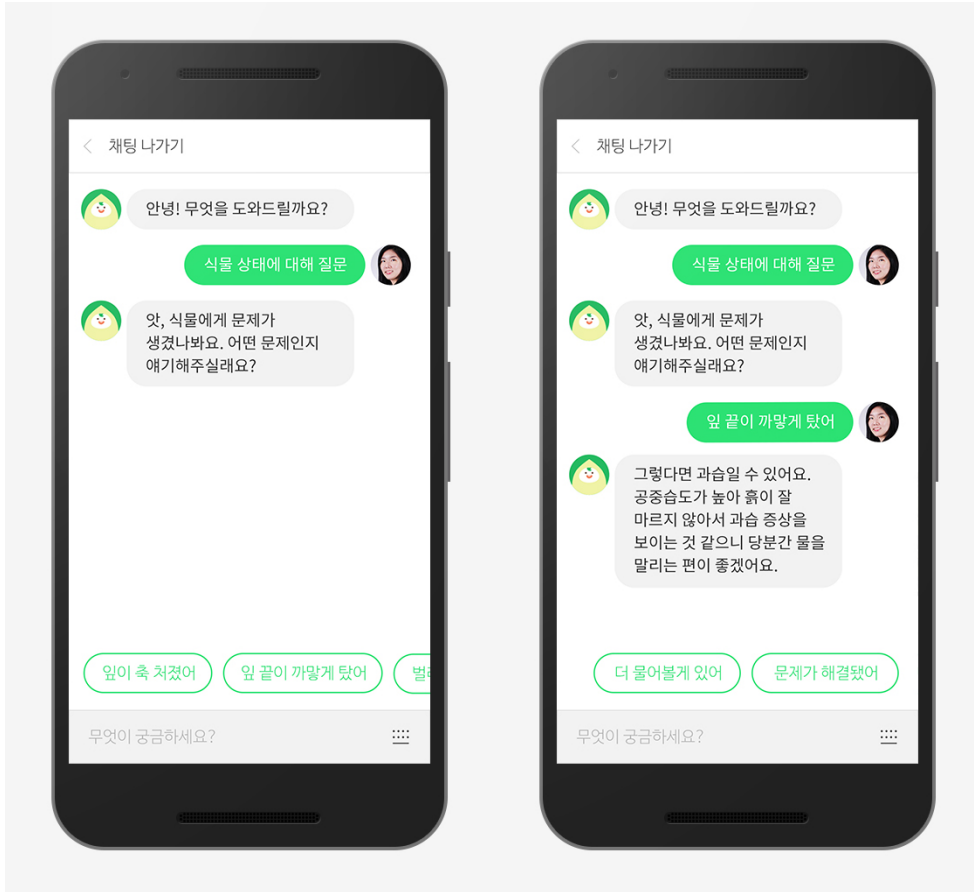 채팅 나가기
안녕! 무엇을 도와드릴까요?
식물 상태에 대해 질문
앗, 식물에게 문제가
생겼나봐요. 어떤 문제인지
얘기해주실래요?
잎이 축 처졌어
잎 끝이 까맣게 탔어
무엇이 궁금하세요?
채팅 나가기
안녕! 무엇을 도와드릴까요?
식물 상태에 대해 질문
앗, 식물에게 문제가
생겼나봐요. 어떤 문제인지
얘기해주실래요?
잎 끝이 까맣게 탔어
그렇다면 과습일 수 있어요.
공중습도가 높아 흙이 잘
마르지 않아서 과습 증상을
보이는 것 같으니 당분간 물을
말리는 편이 좋겠어요.
더 물어볼게 있어
문제가 해결됐어
무엇이 궁금하세요?